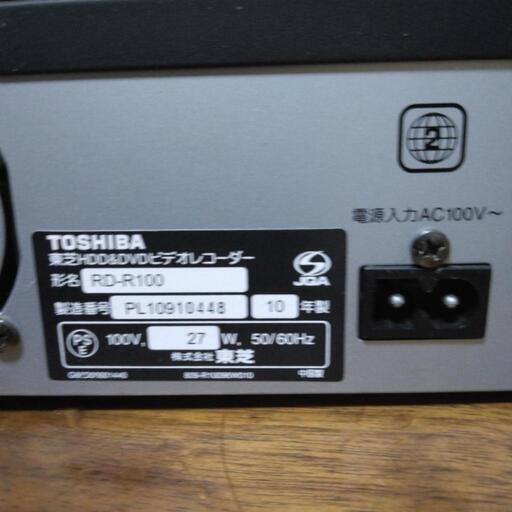 2
電源入力AC100V～
TOSHIBA
東芝HDD&DVDビデオレコーダー
形名 RD-R100
製造番号 PL10910448 10 年製
JQA
PS E 100V, 27 W, 50/60Hz
株式会社 東芝
中国製